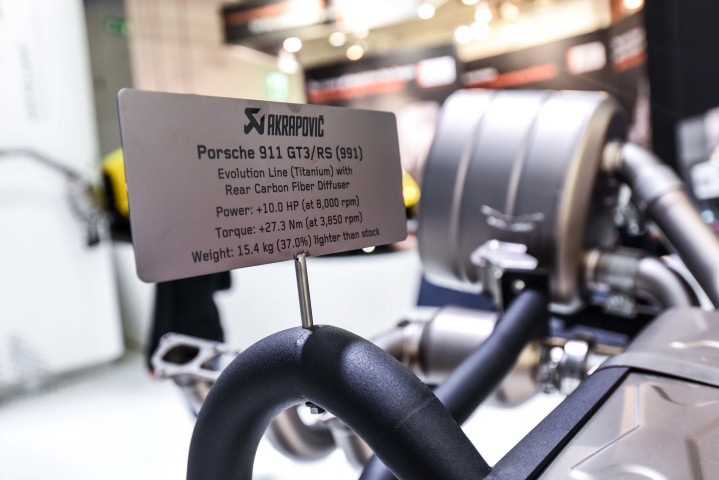 AKRAPOVIČ
Porsche 911 GT3/RS (991)
Evolution Line (Titanium) with
Rear Carbon Fiber Diffuser
Power: +10.0 HP (at 8,000 rpm)
Torque: +27.3 Nm (at 3,850 rpm)
Weight: 15.4 kg (37.0%) lighter than stock